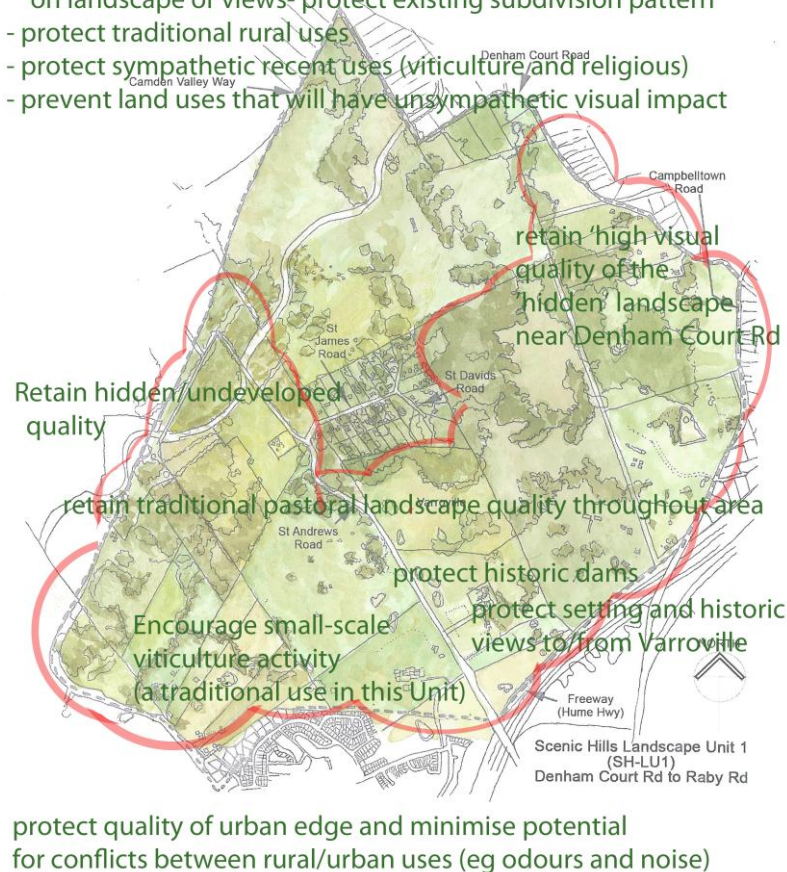 on landscape or views- protect existing subdivision pattern
- protect traditional rural uses
Denham Court Road
- protect sympathetic recent uses (viticulture and religious)
Camden Valley Way
- prevent land uses that will have unsympathetic visual impact
Campbelltown
Road
retain 'high visual
quality of the
'hidden' landscape
near Denham Court Rd
St
James
Road
St Davids
Road
Retain hidden/undeveloped
quality
retain traditional pastoral landscape quality throughout area
Varroville
St Andrews
Road
protect historic dams
protect setting and historic
views to/from Varroville
NORTH
Encourage small-scale
viticulture activity
(a traditional use in this Unit)
Freeway
(Hume Hwy)
Scenic Hills Landscape Unit 1
(SH-LU1)
Denham Court Rd to Raby Rd
protect quality of urban edge and minimise potential
for conflicts between rural/urban uses (eg odours and noise)